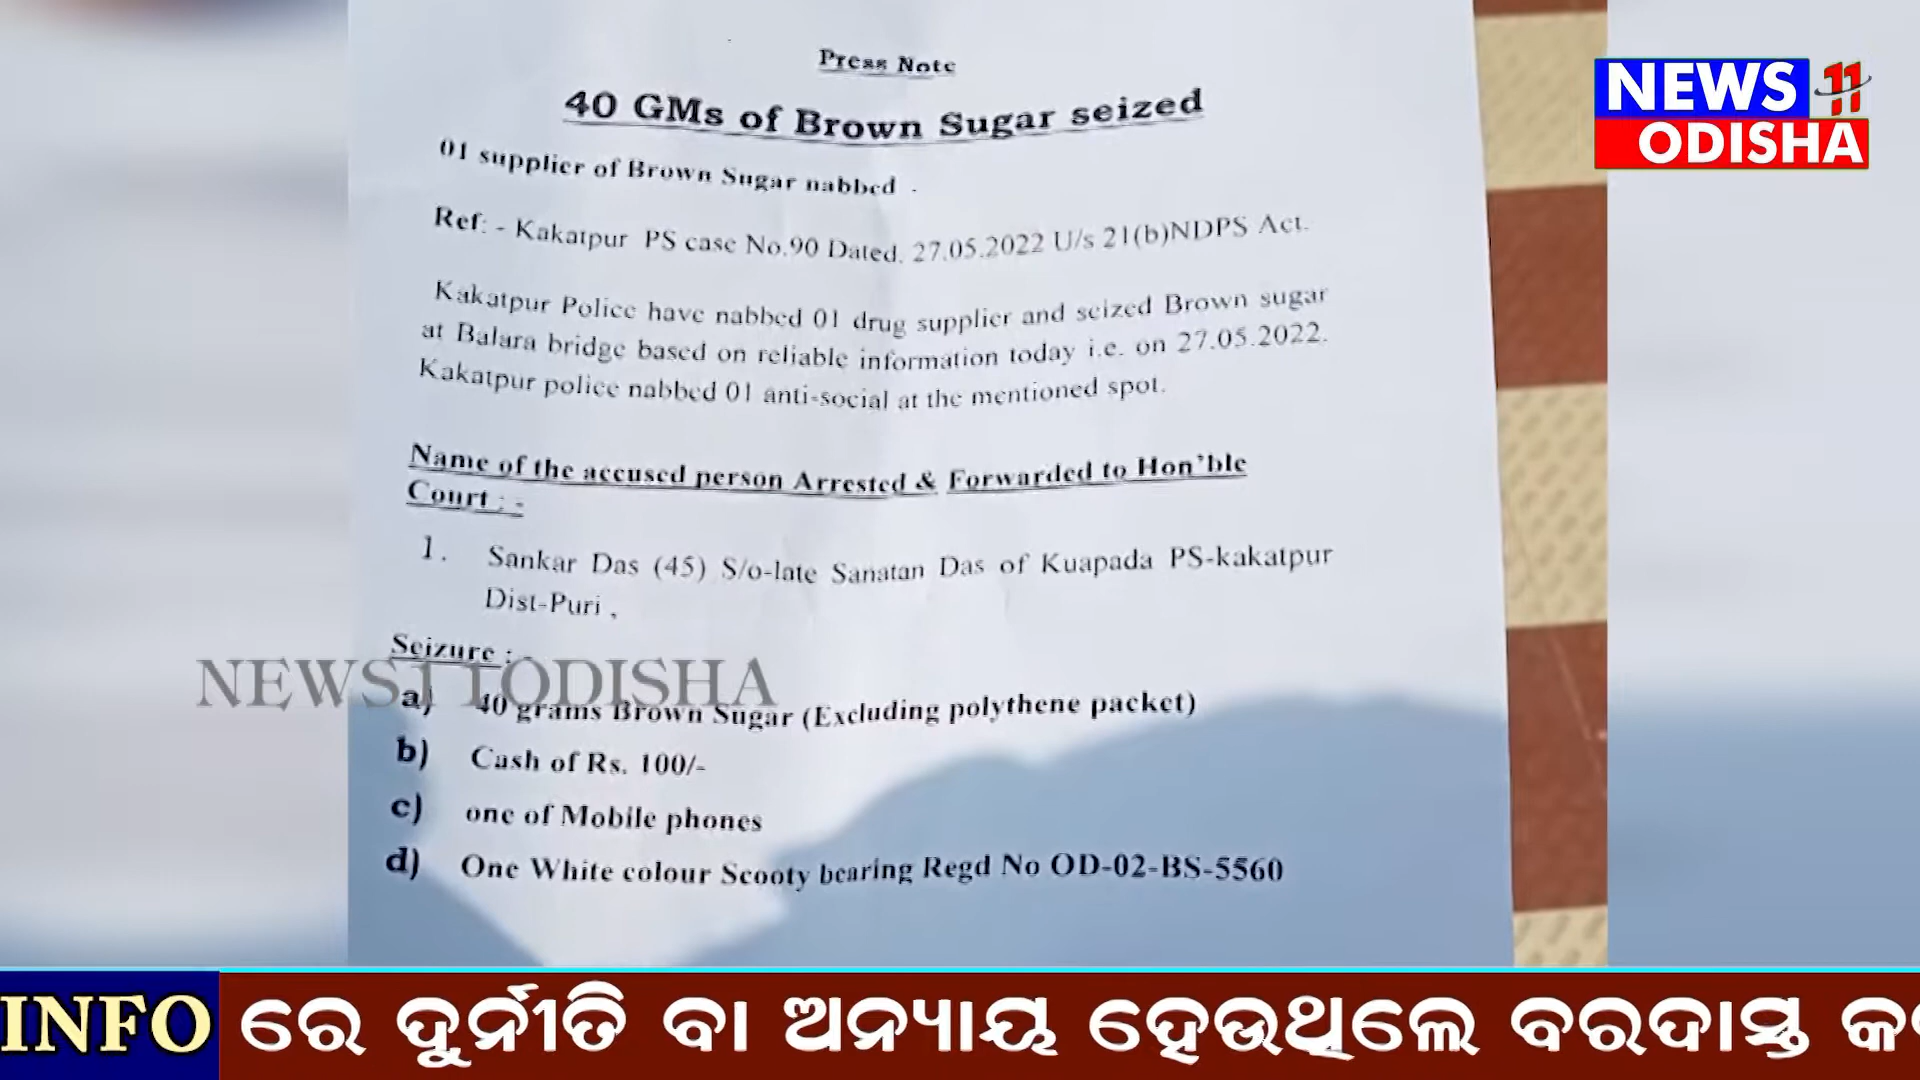 Press Note
40 GMs of Brown Sugar seized
01 supplier of Brown Sugar nabbed -
Ref: - Kakatpur PS case No.90 Dated. 27.05.2022 U/s 21(b)NDPS Act.
Kakatpur Police have nabbed 01 drug supplier and seized Brown sugar
at Balara bridge based on reliable information today i.e. on 27.05.2022.
Kakatpur police nabbed 01 anti-social at the mentioned spot.
Name of the accused person Arrested & Forwarded to Hon'ble
Court : -
1. Sankar Das (45) S/o-late Sanatan Das of Kuapada PS-kakatpur
Dist-Puri ,
Seizure : -
a) 40 grams Brown Sugar (Excluding polythene packet)
b) Cash of Rs. 100/-
c) one of Mobile phones
d) One White colour Scooty bearing Regd No OD-02-BS-5560
NEWS 11
ODISHA
NEWS11ODISHA
INFO ରେ ଦୁର୍ନୀତି ବା ଅନ୍ୟାୟ ହେଉଥିଲେ ବରଦାସ୍ତ